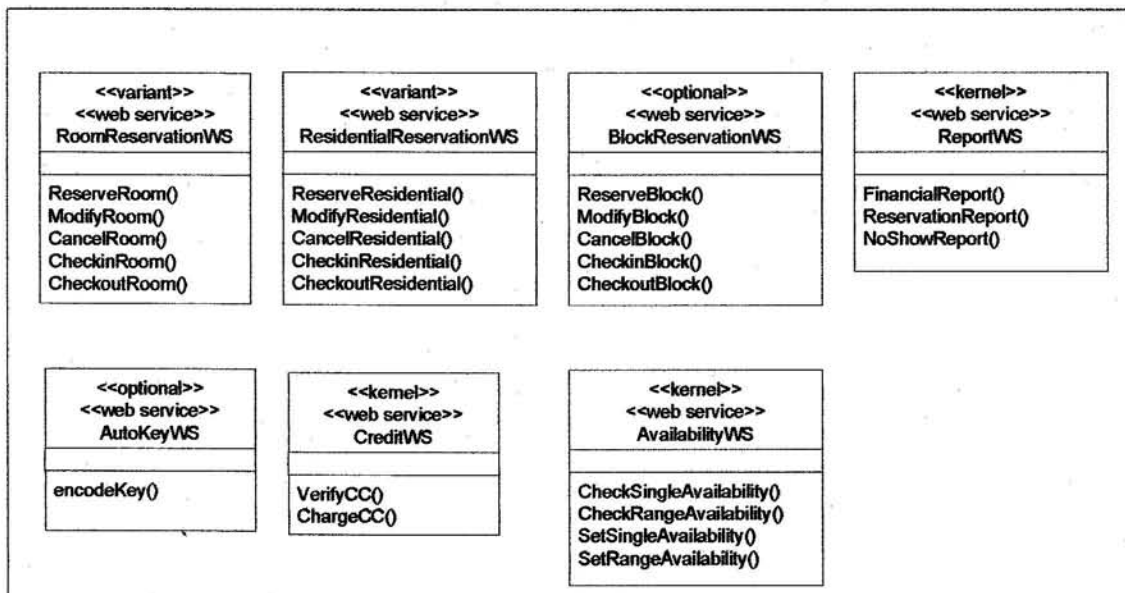 <<variant>>
<<web service>>
RoomReservationWS
ReserveRoom()
ModifyRoom()
CancelRoom()
CheckinRoom()
CheckoutRoom()
<<variant>>
<<web service>>
ResidentialReservationWS
ReserveResidential()
ModifyResidential()
CancelResidential()
CheckinResidential()
CheckoutResidential()
<<optional>>
<<web service>>
BlockReservationWS
ReserveBlock()
ModifyBlock()
CancelBlock()
CheckinBlock()
CheckoutBlock()
<<kernel>>
<<web service>>
ReportWS
FinancialReport()
ReservationReport()
NoShowReport()
<<optional>>
<<web service>>
AutoKeyWS
encodeKey()
<<kernel>>
<<web service>>
CreditWS
VerifyCC()
ChargeCC()
<<kernel>>
<<web service>>
AvailabilityWS
CheckSingleAvailability()
CheckRangeAvailability()
SetSingleAvailability()
SetRangeAvailability()